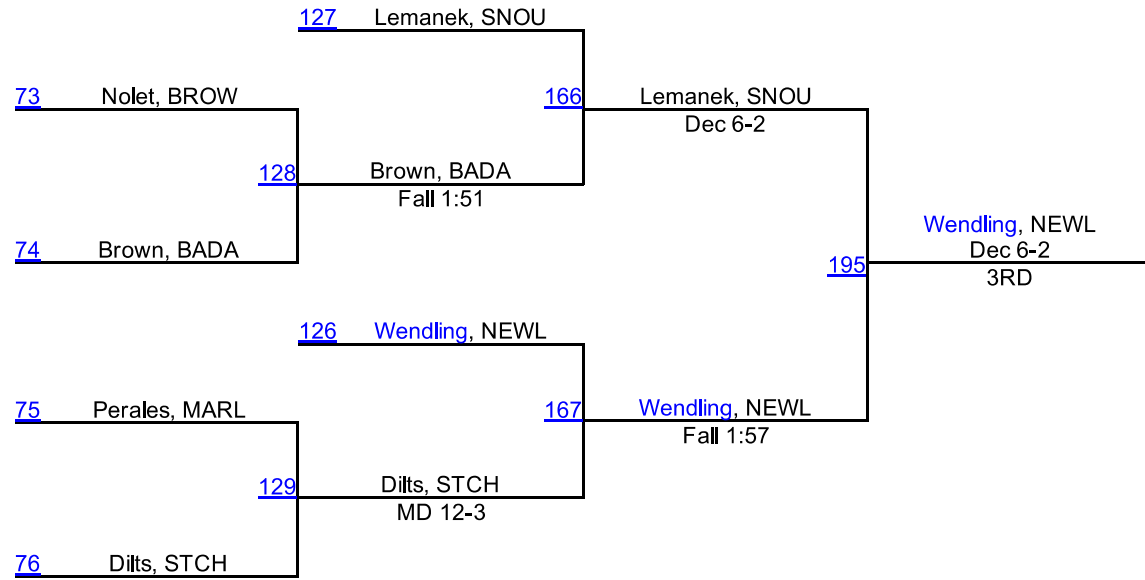 127 Lemanek, SNOU
73 Nolet, BROW
166 Lemanek, SNOU
Dec 6-2
128 Brown, BADA
Fall 1:51
74 Brown, BADA
Wendling, NEWL
195 Dec 6-2
3RD
126 Wendling, NEWL
75 Perales, MARL
167 Wendling, NEWL
Fall 1:57
129 Dilts, STCH
MD 12-3
76 Dilts, STCH